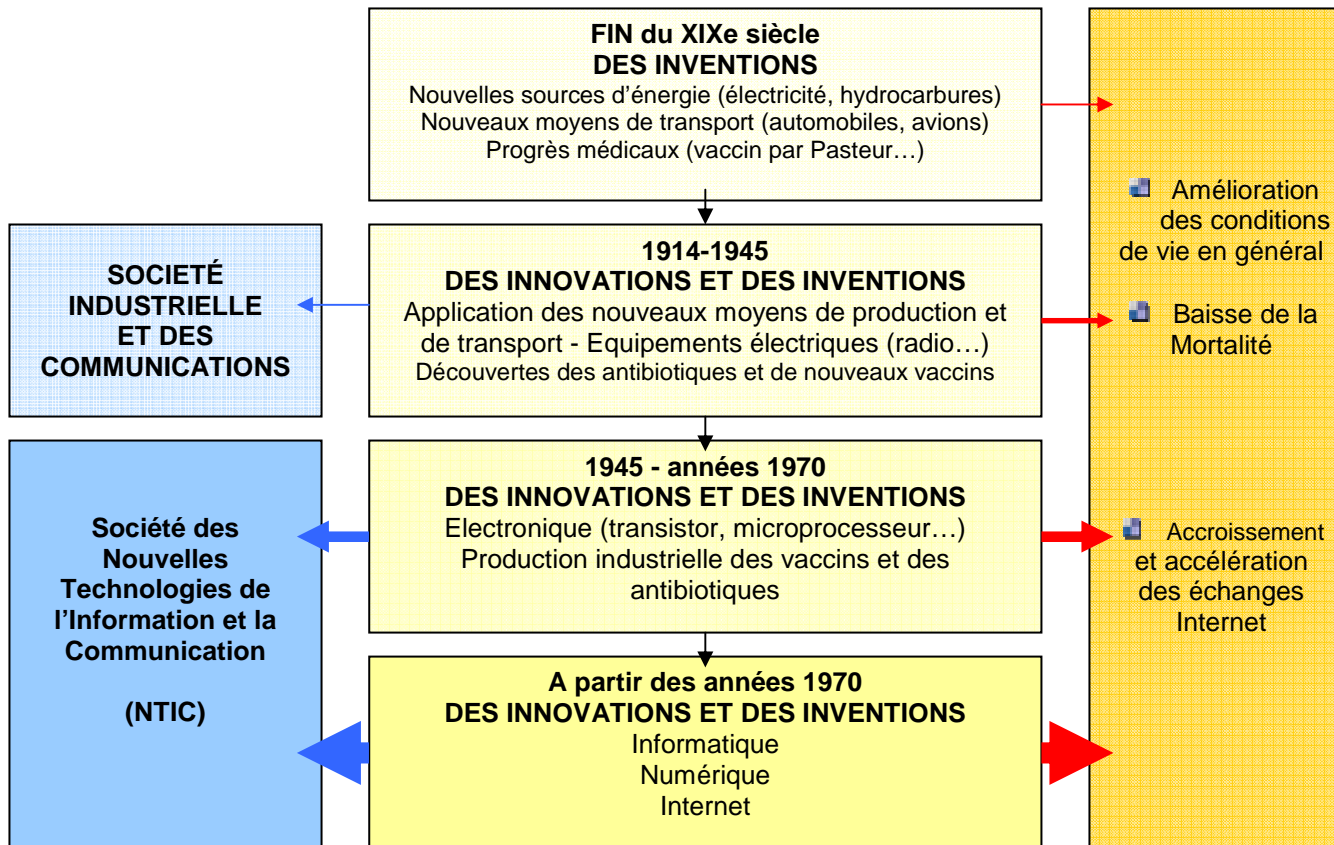 FIN du XIXe siècle
DES INVENTIONS
Nouvelles sources d’énergie (électricité, hydrocarbures)
Nouveaux moyens de transport (automobiles, avions)
Progrès médicaux (vaccin par Pasteur…)
SOCIETÉ
INDUSTRIELLE
ET DES
COMMUNICATIONS
1914-1945
DES INNOVATIONS ET DES INVENTIONS
Application des nouveaux moyens de production et
de transport - Equipements électriques (radio…)
Découvertes des antibiotiques et de nouveaux vaccins
Société des
Nouvelles
Technologies de
l’Information et la
Communication
(NTIC)
1945 - années 1970
DES INNOVATIONS ET DES INVENTIONS
Electronique (transistor, microprocesseur…)
Production industrielle des vaccins et des
antibiotiques
A partir des années 1970
DES INNOVATIONS ET DES INVENTIONS
Informatique
Numérique
Internet
Amélioration
des conditions
de vie en général
Baisse de la
Mortalité
Accroissement
et accélération
des échanges
Internet